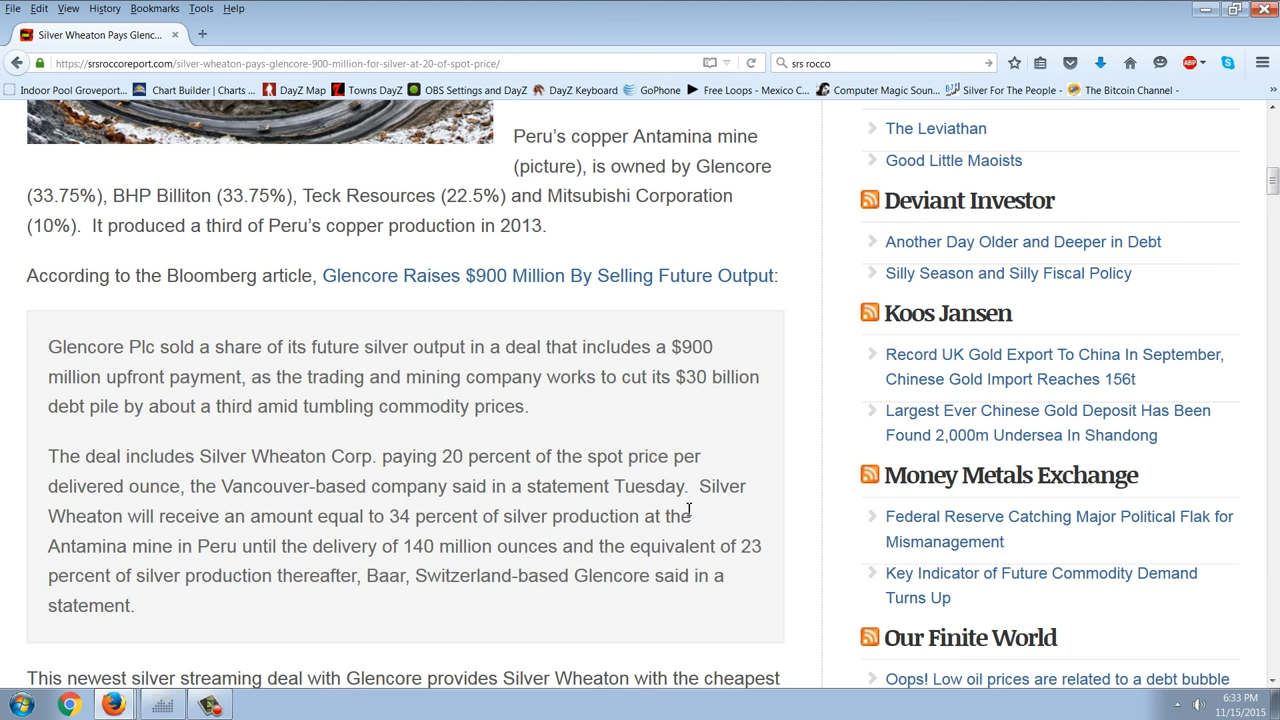 File Edit View History Bookmarks Tools Help
Silver Wheaton Pays Glenc...
https://srsroccoreport.com/silver-wheaton-pays-glencore-900-million-for-silver-at-20-of-spot-price/
srs rocco
ABP
Indoor Pool Groveport...
Chart Builder | Charts ...
DayZ Map
Towns DayZ
OBS Settings and DayZ
DayZ Keyboard
GoPhone
Free Loops - Mexico C...
Computer Magic Soun...
Silver For The People -
The Bitcoin Channel -
Peru's copper Antamina mine
(picture), is owned by Glencore
(33.75%), BHP Billiton (33.75%), Teck Resources (22.5%) and Mitsubishi Corporation
(10%). It produced a third of Peru's copper production in 2013.
According to the Bloomberg article, Glencore Raises $900 Million By Selling Future Output:
Glencore Plc sold a share of its future silver output in a deal that includes a $900
million upfront payment, as the trading and mining company works to cut its $30 billion
debt pile by about a third amid tumbling commodity prices.
The deal includes Silver Wheaton Corp. paying 20 percent of the spot price per
delivered ounce, the Vancouver-based company said in a statement Tuesday. Silver
Wheaton will receive an amount equal to 34 percent of silver production at the
Antamina mine in Peru until the delivery of 140 million ounces and the equivalent of 23
percent of silver production thereafter, Baar, Switzerland-based Glencore said in a
statement.
This newest silver streaming deal with Glencore provides Silver Wheaton with the cheapest
The Leviathan
Good Little Maoists
Deviant Investor
Another Day Older and Deeper in Debt
Silly Season and Silly Fiscal Policy
Koos Jansen
Record UK Gold Export To China In September,
Chinese Gold Import Reaches 156t
Largest Ever Chinese Gold Deposit Has Been
Found 2,000m Undersea In Shandong
Money Metals Exchange
Federal Reserve Catching Major Political Flak for
Mismanagement
Key Indicator of Future Commodity Demand
Turns Up
Our Finite World
Oops! Low oil prices are related to a debt bubble
6:33 PM
11/15/2015